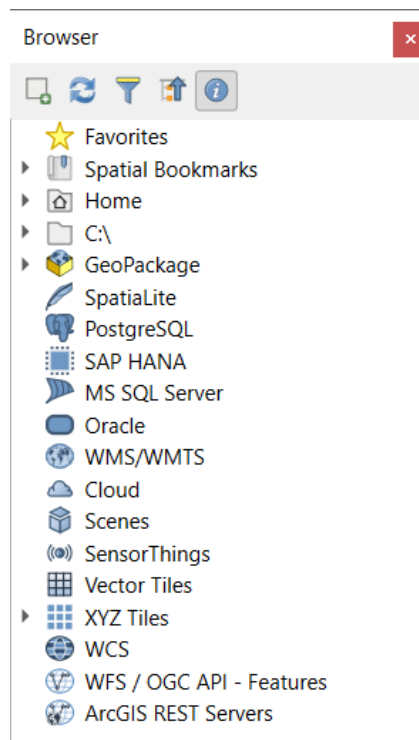 Browser
Favorites
Spatial Bookmarks
Home
C:\
GeoPackage
SpatiaLite
PostgreSQL
SAP HANA
MS SQL Server
Oracle
WMS/WMTS
Cloud
Scenes
SensorThings
Vector Tiles
XYZ Tiles
WCS
WFS / OGC API - Features
ArcGIS REST Servers